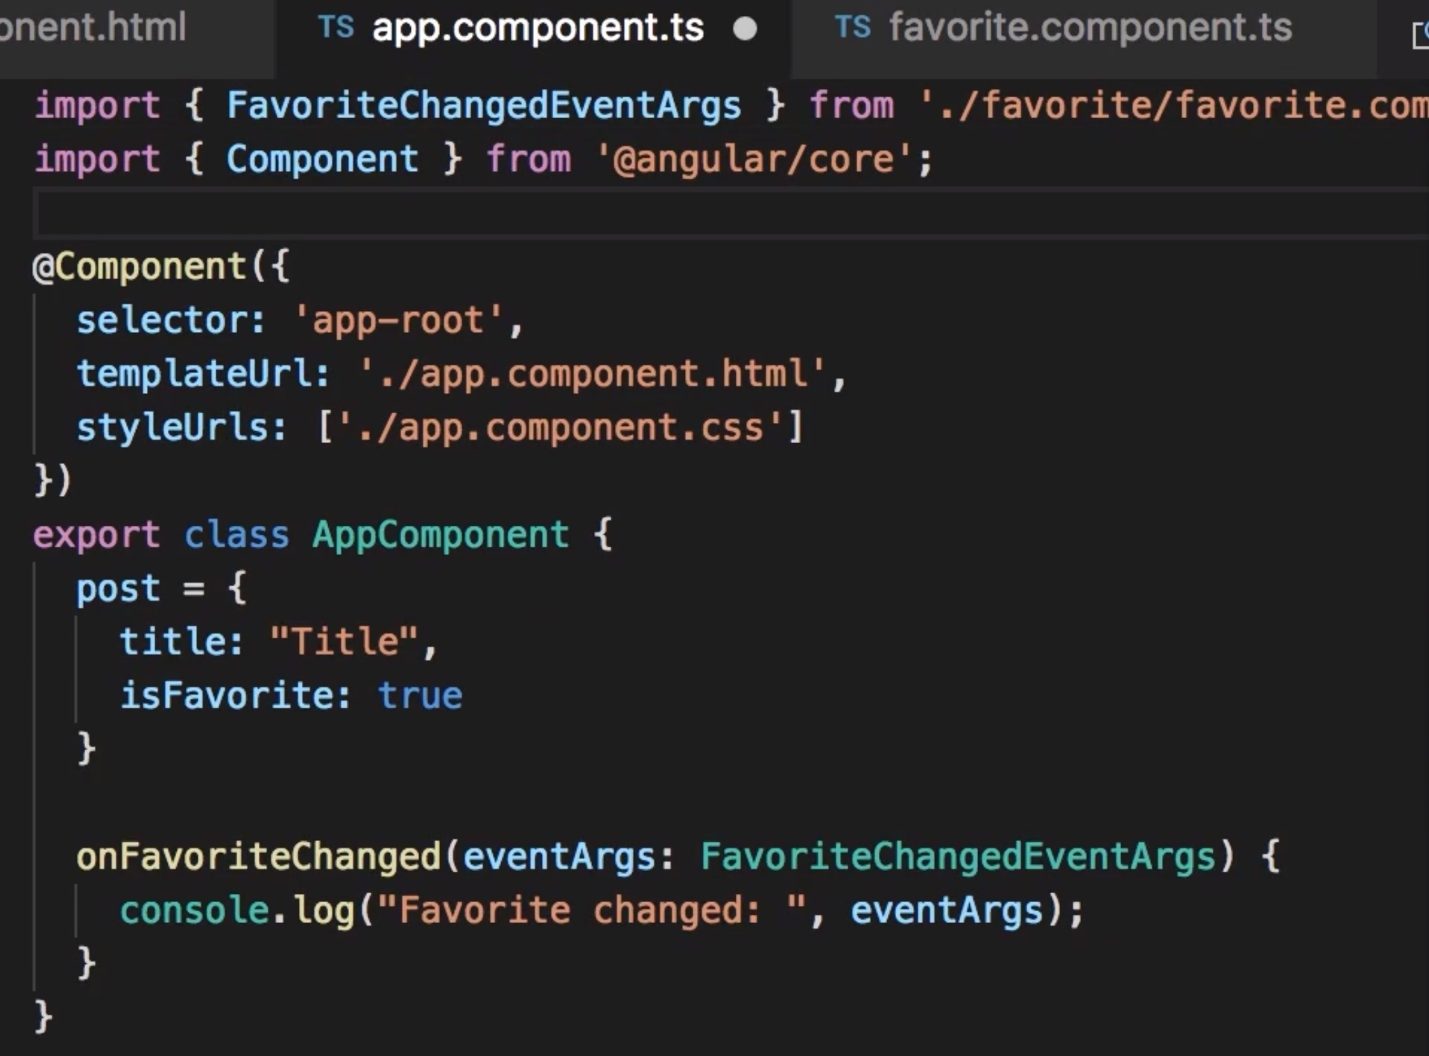 onent.html TS app.component.ts TS favorite.component.ts
import { FavoriteChangedEventArgs } from './favorite/favorite.com
import { Component } from '@angular/core';
@Component({
  selector: 'app-root',
  templateUrl: './app.component.html',
  styleUrls: ['./app.component.css']
})
export class AppComponent {
  post = {
    title: "Title",
    isFavorite: true
  }
  onFavoriteChanged(eventArgs: FavoriteChangedEventArgs) {
    console.log("Favorite changed: ", eventArgs);
  }
}